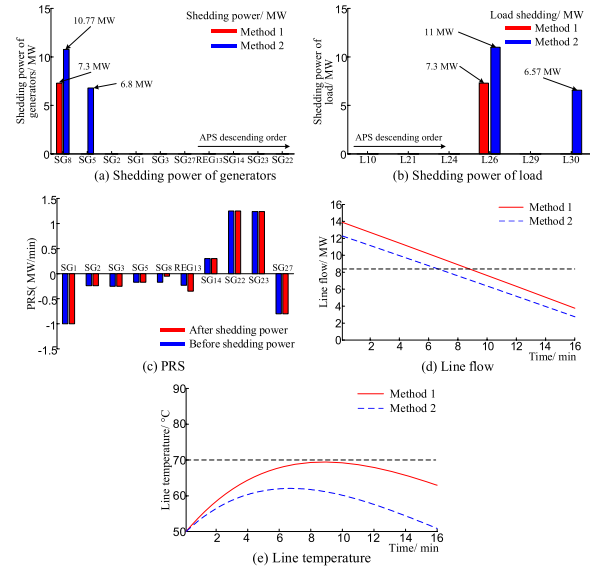 Shedding power/ MW
Method 1
Method 2
Shedding power of
generators/ MW
15
10
5
0
10.77 MW
7.3 MW
6.8 MW
APS descending order
SG8 SG5 SG2 SG1 SG3 SG27 REG13 SG14 SG23 SG22
(a) Shedding power of generators
Load shedding/ MW
Method 1
Method 2
Shedding power of
load/ MW
15
10
5
0
11 MW
7.3 MW
6.57 MW
APS descending order
L10 L21 L24 L26 L29 L30
(b) Shedding power of load
PRS( MW/min)
1.5
1
0.5
0
-0.5
-1
-1.5
SG1 SG2 SG3 SG5 SG8 REG13 SG27
SG14 SG22 SG23
After shedding power
Before shedding power
(c) PRS
Method 1
Method 2
Line flow/ MW
16
14
12
10
8
6
4
2
0
2 4 6 8 10 12 14 16
Time/ min
(d) Line flow
Method 1
Method 2
Line temperature/ °C
90
80
70
60
50
2 4 6 8 10 12 14 16
Time/ min
(e) Line temperature